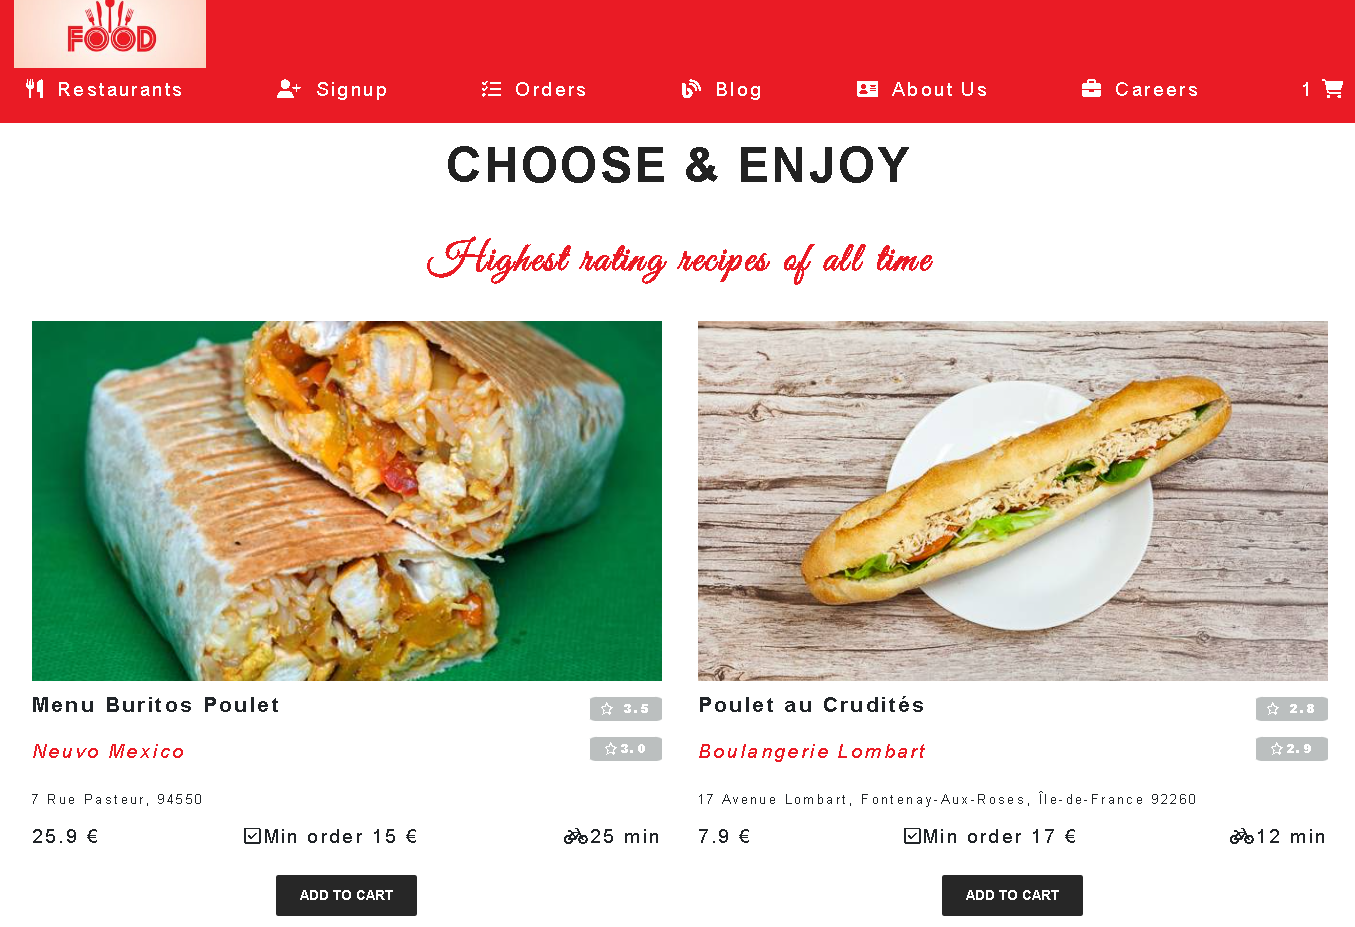 FOOD
Restaurants Signup Orders Blog About Us Careers 1
CHOOSE & ENJOY
Highest rating recipes of all time
Menu Buritos Poulet 3.5
Neuvo Mexico 3.0
7 Rue Pasteur, 94550
25.9 € Min order 15 € 25 min
ADD TO CART
Poulet au Crudités 2.8
Boulangerie Lombart 2.9
17 Avenue Lombart, Fontenay-Aux-Roses, Île-de-France 92260
7.9 € Min order 17 € 12 min
ADD TO CART